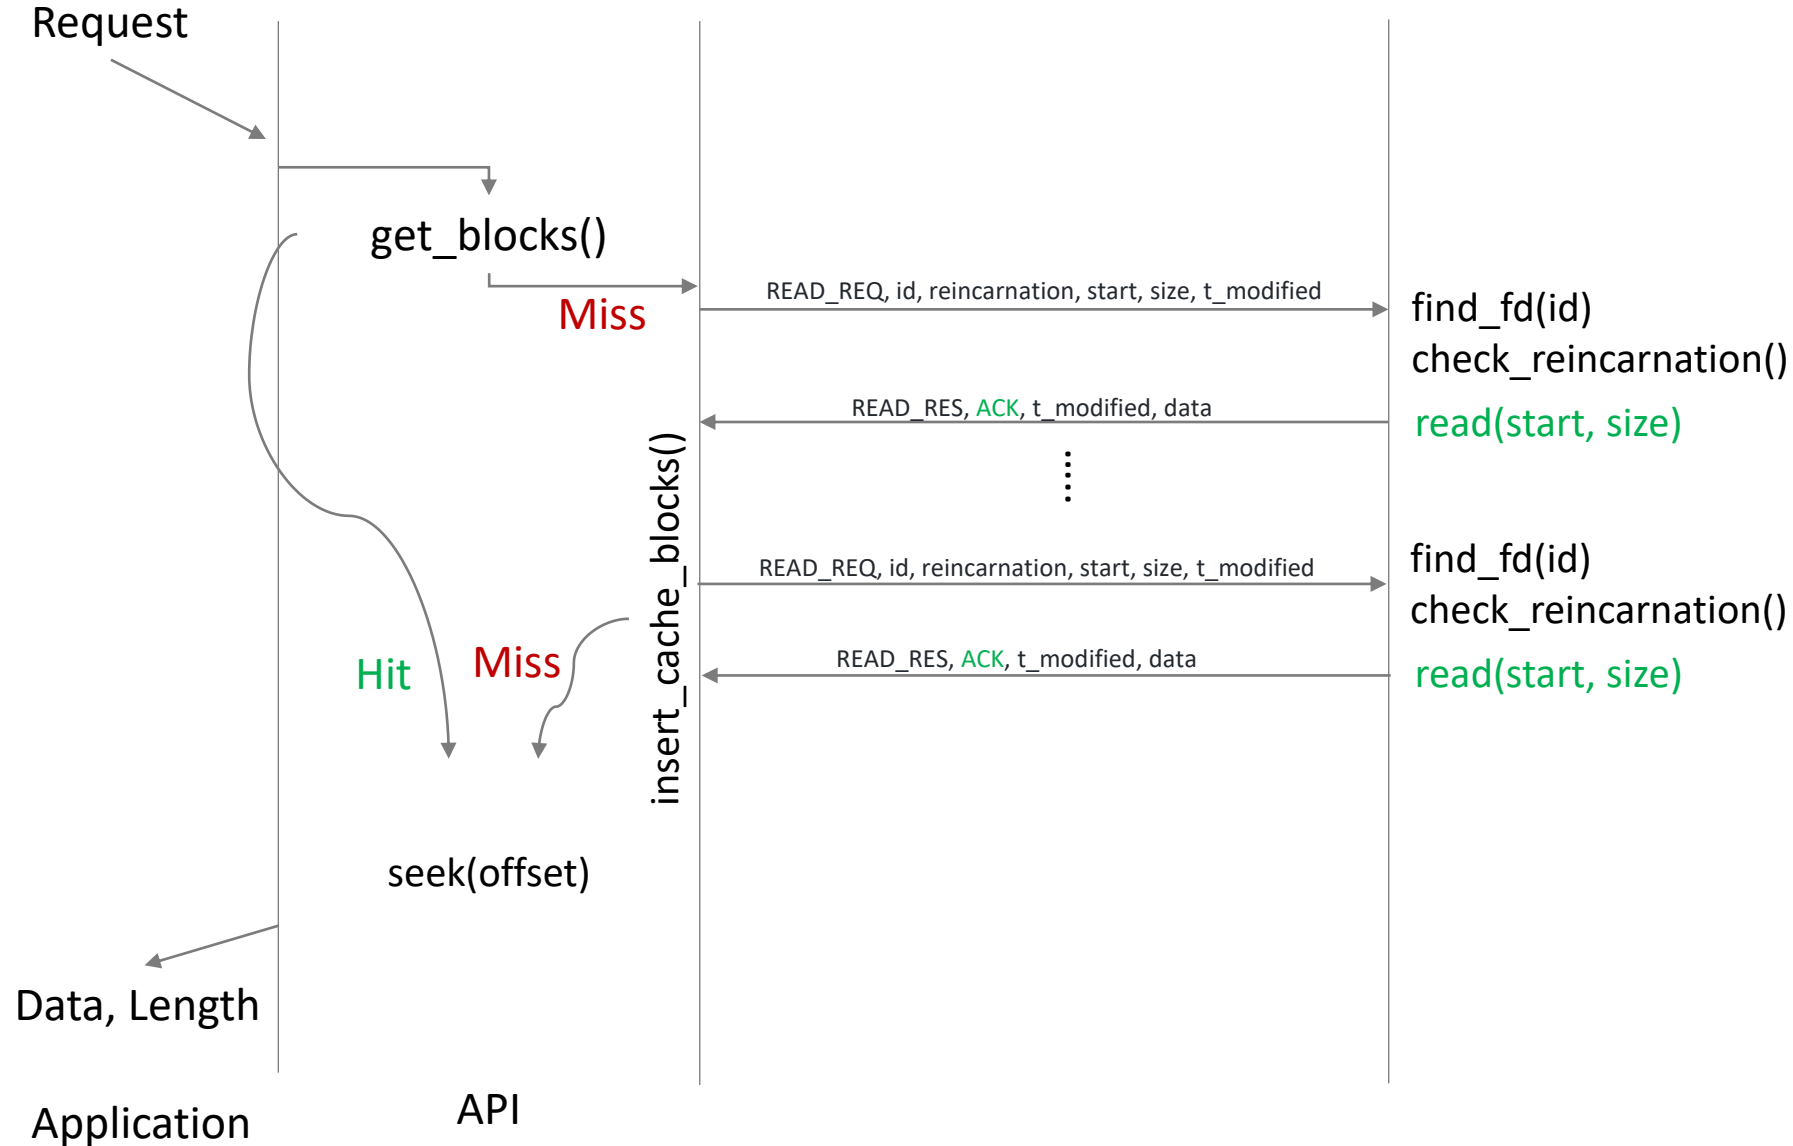 Request
get_blocks()
Miss
READ_REQ, id, reincarnation, start, size, t_modified
find_fd(id)
check_reincarnation()
READ_RES, ACK, t_modified, data
read(start, size)
......
insert_cache_blocks()
READ_REQ, id, reincarnation, start, size, t_modified
find_fd(id)
check_reincarnation()
Hit
Miss
READ_RES, ACK, t_modified, data
read(start, size)
seek(offset)
Data, Length
Application
API